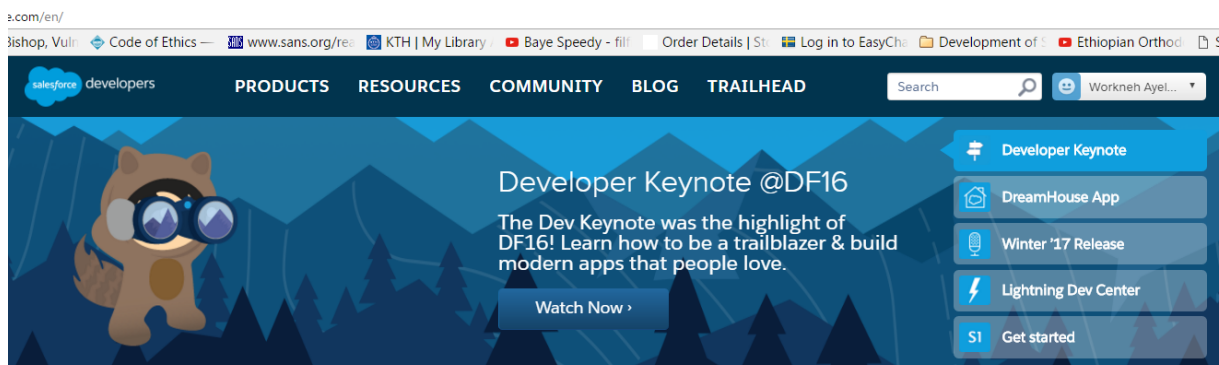 e.com/en/
Bishop, Vuln Code of Ethics — www.sans.org/rea KTH | My Library Baye Speedy - filf Order Details | Sto Log in to EasyCha Development of S Ethiopian Orthod
salesforce developers PRODUCTS RESOURCES COMMUNITY BLOG TRAILHEAD Search Workneh Ayel...
Developer Keynote @DF16
The Dev Keynote was the highlight of
DF16! Learn how to be a trailblazer & build
modern apps that people love.
Watch Now ›
Developer Keynote
DreamHouse App
Winter '17 Release
Lightning Dev Center
S1 Get started